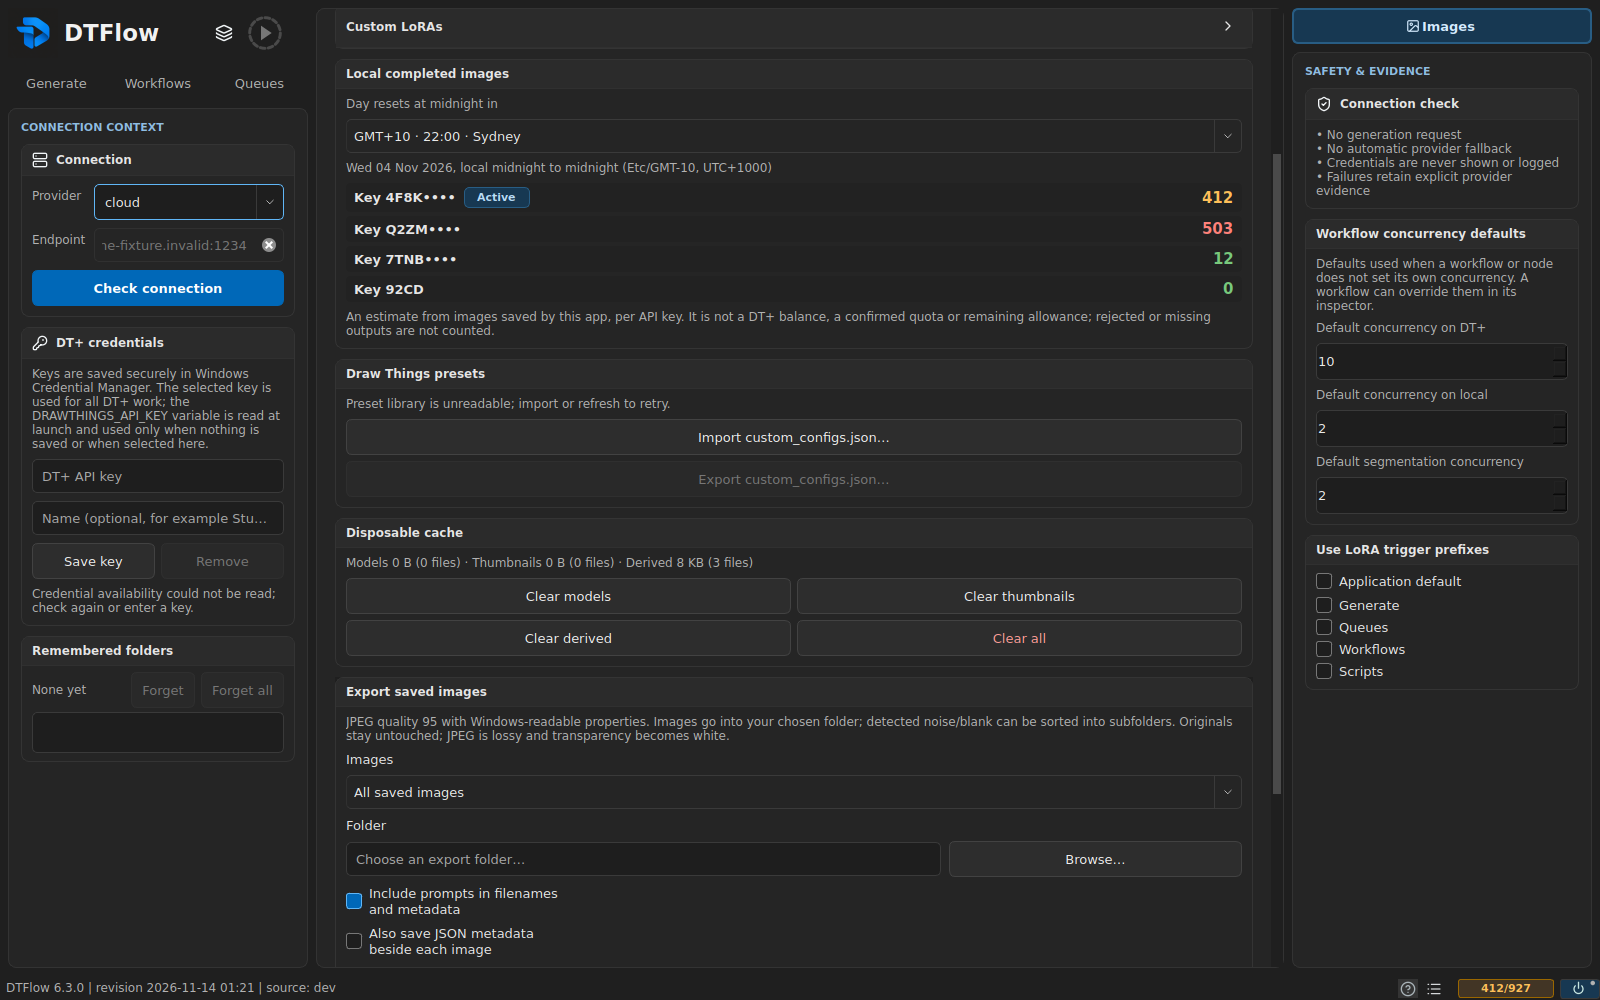 DTFlow
Generate
Workflows
Queues
CONNECTION CONTEXT
Connection
Provider
cloud
Endpoint
ne-fixture.invalid:1234
Check connection
DT+ credentials
Keys are saved securely in Windows
Credential Manager. The selected key is
used for all DT+ work; the
DRAWTHINGS_API_KEY variable is read at
launch and used only when nothing is
saved or when selected here.
DT+ API key
Name (optional, for example Stu…
Save key
Remove
Credential availability could not be read;
check again or enter a key.
Remembered folders
None yet
Forget
Forget all
Custom LoRAs
Local completed images
Day resets at midnight in
GMT+10 · 22:00 · Sydney
Wed 04 Nov 2026, local midnight to midnight (Etc/GMT-10, UTC+1000)
Key 4F8K•••• Active 412
Key Q2ZM•••• 503
Key 7TNB•••• 12
Key 92CD 0
An estimate from images saved by this app, per API key. It is not a DT+ balance, a confirmed quota or remaining allowance; rejected or missing
outputs are not counted.
Draw Things presets
Preset library is unreadable; import or refresh to retry.
Import custom_configs.json…
Export custom_configs.json…
Disposable cache
Models 0 B (0 files) · Thumbnails 0 B (0 files) · Derived 8 KB (3 files)
Clear models
Clear thumbnails
Clear derived
Clear all
Export saved images
JPEG quality 95 with Windows-readable properties. Images go into your chosen folder; detected noise/blank can be sorted into subfolders. Originals
stay untouched; JPEG is lossy and transparency becomes white.
Images
All saved images
Folder
Choose an export folder…
Browse…
Include prompts in filenames
and metadata
Also save JSON metadata
beside each image
Images
SAFETY & EVIDENCE
Connection check
• No generation request
• No automatic provider fallback
• Credentials are never shown or logged
• Failures retain explicit provider
evidence
Workflow concurrency defaults
Defaults used when a workflow or node
does not set its own concurrency. A
workflow can override them in its
inspector.
Default concurrency on DT+
10
Default concurrency on local
2
Default segmentation concurrency
2
Use LoRA trigger prefixes
Application default
Generate
Queues
Workflows
Scripts
DTFlow 6.3.0 | revision 2026-11-14 01:21 | source: dev
412/927